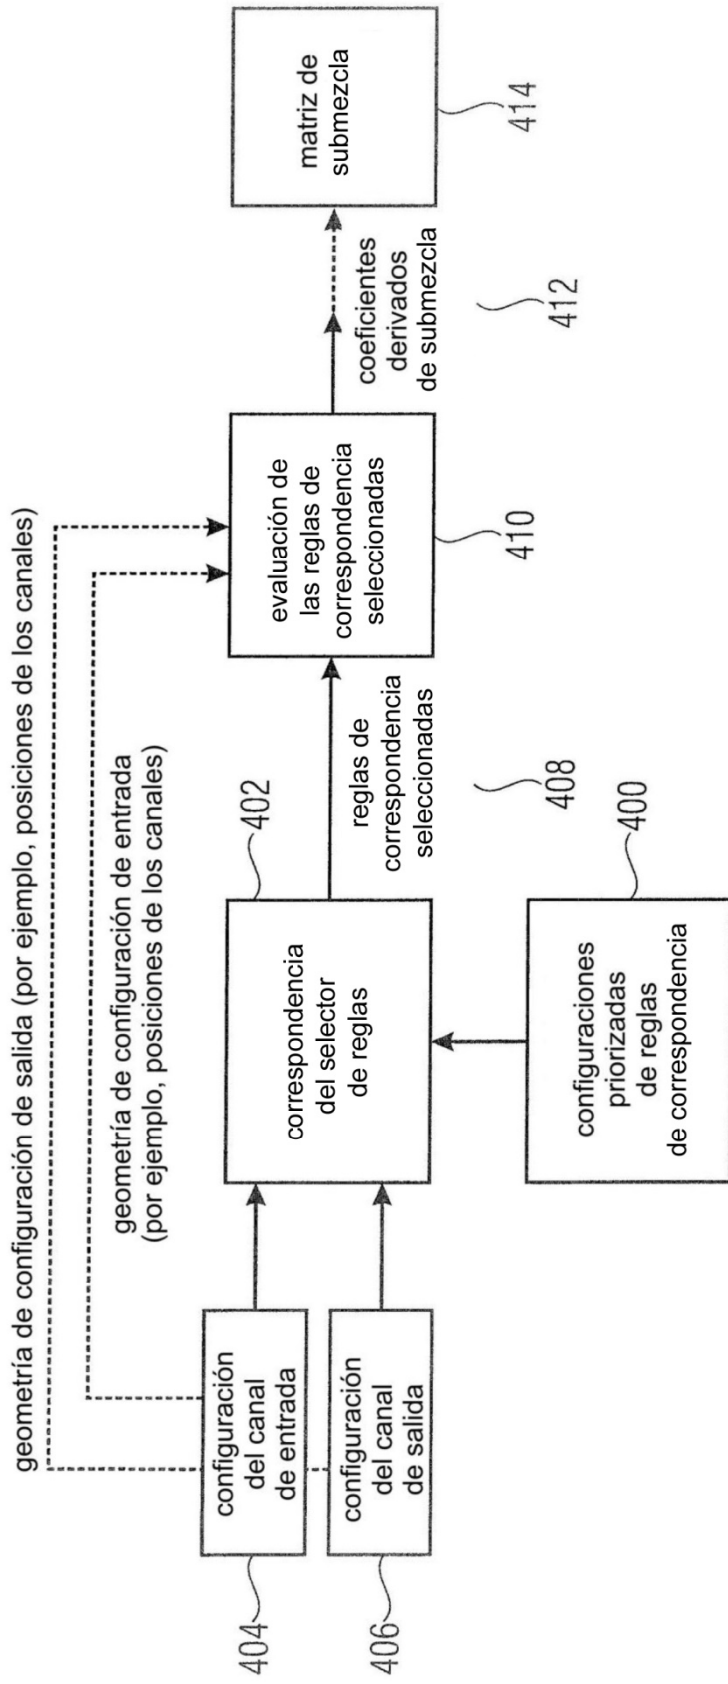 geometría de configuración de salida (por ejemplo, posiciones de los canales)
geometría de configuración de entrada
(por ejemplo, posiciones de los canales)
404
configuración
del canal
de entrada
406
configuración
del canal
de salida
402
correspondencia
del selector
de reglas
400
configuraciones
priorizadas
de reglas
de correspondencia
reglas de
correspondencia
seleccionadas
408
evaluación de
las reglas de
correspondencia
seleccionadas
410
coeficientes
derivados
de submezcla
412
matriz de
submezcla
414